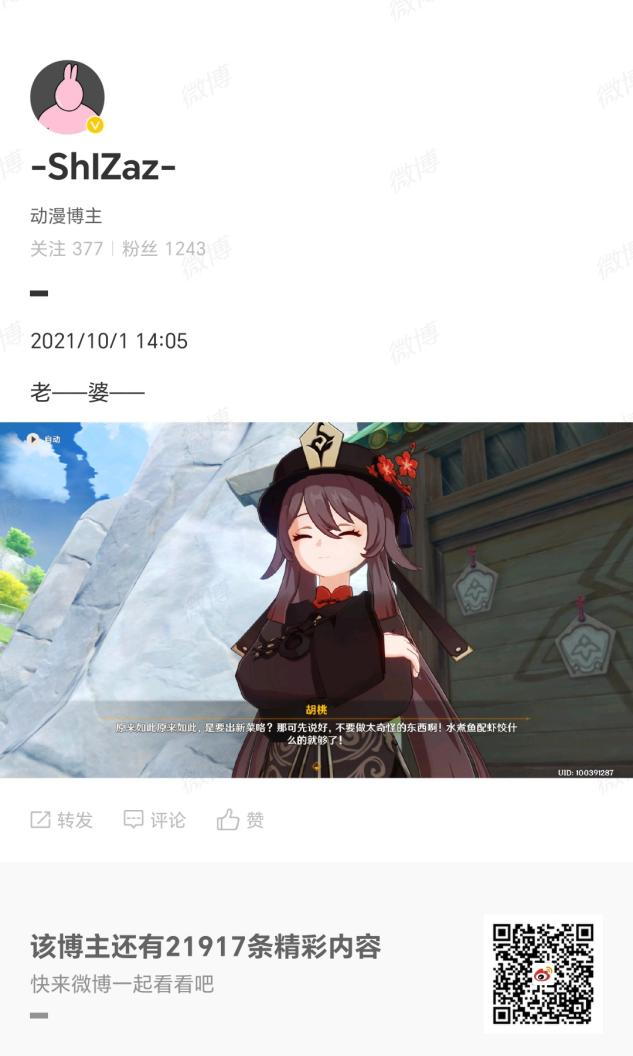 -ShIZaz-
动漫博主
关注 377 | 粉丝 1243
2021/10/1 14:05
老——婆——
自动
胡桃
原来如此原来如此，是要出新菜咯？那可先说好，不要做太奇怪的东西啊！水煮鱼配虾饺什
么的就够了！
UID: 100391287
转发
评论
赞
该博主还有21917条精彩内容
快来微博一起看看吧
微博